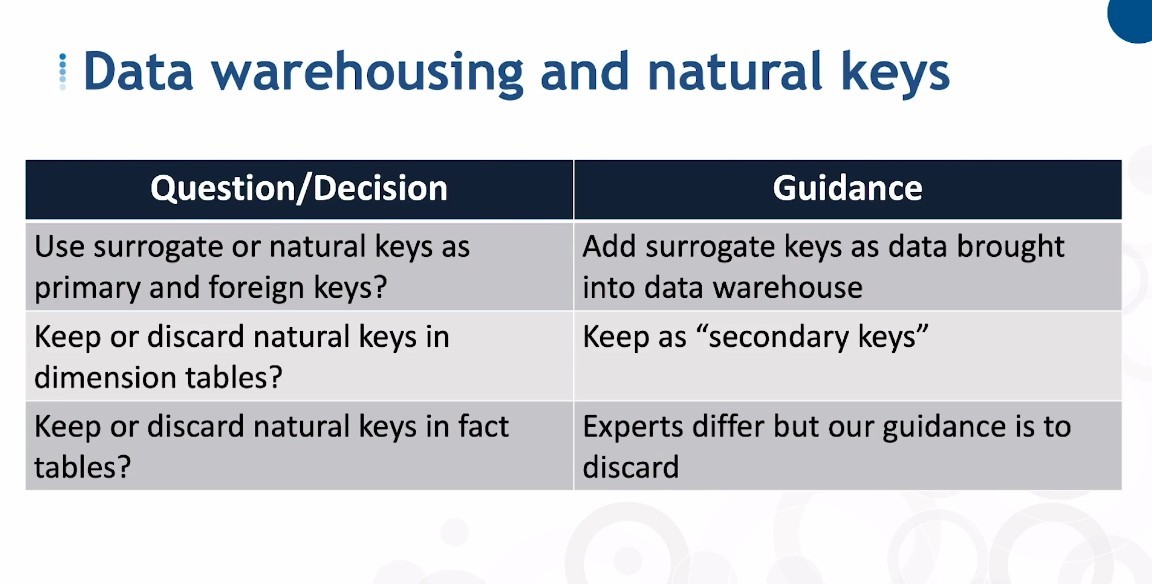 Data warehousing and natural keys
Question/Decision
Guidance
Use surrogate or natural keys as
primary and foreign keys?
Add surrogate keys as data brought
into data warehouse
Keep or discard natural keys in
dimension tables?
Keep as “secondary keys”
Keep or discard natural keys in fact
tables?
Experts differ but our guidance is to
discard